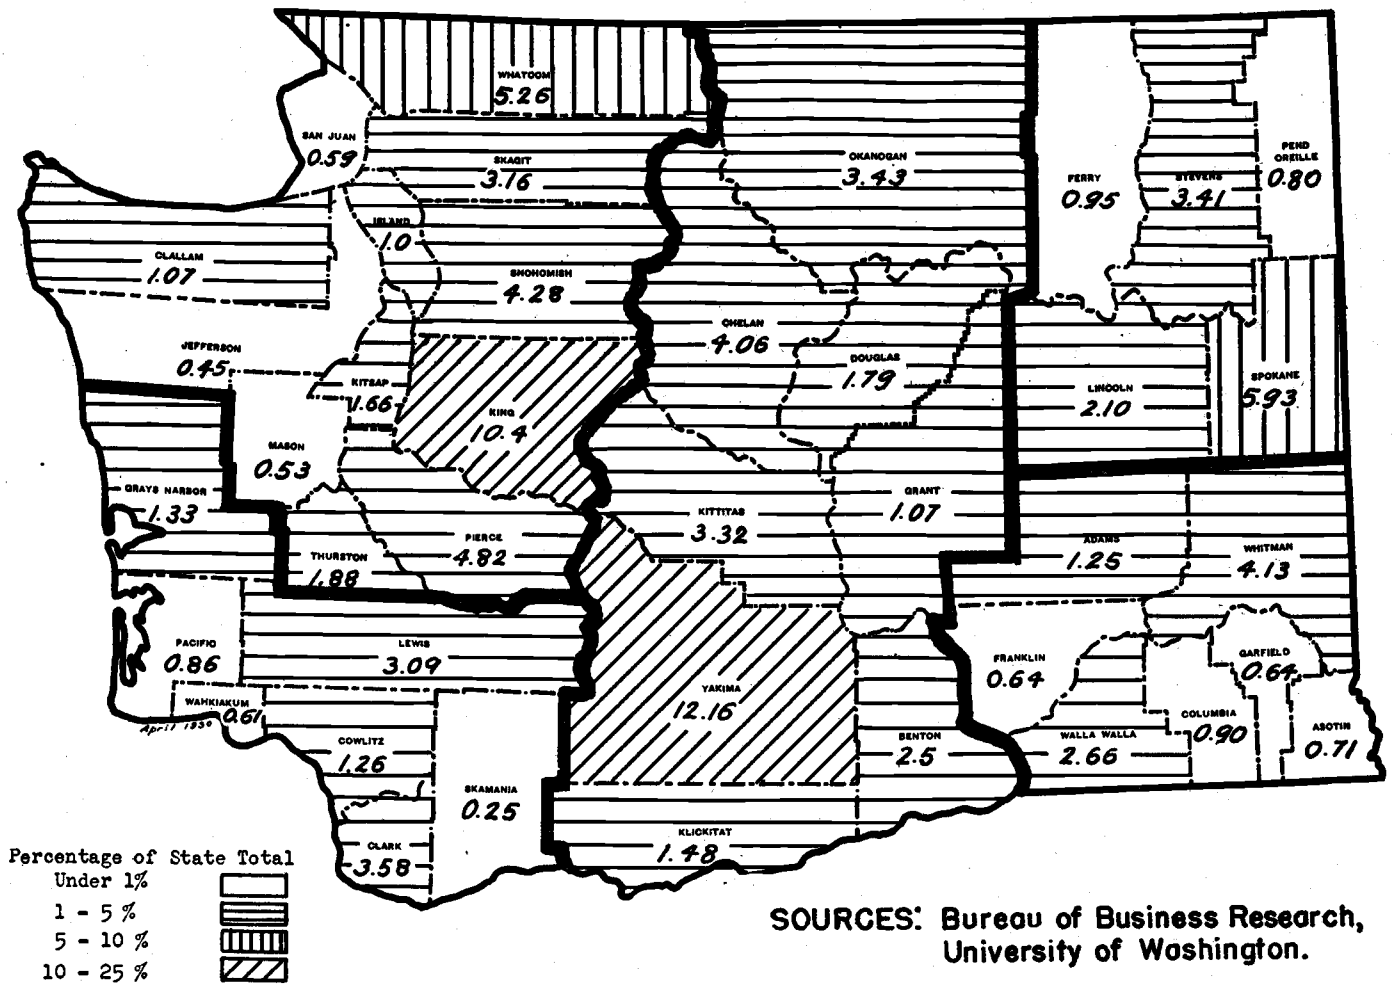 WHATCOM
5.26
SAN JUAN
0.59
SKAGIT
3.16
OKANOGAN
3.43
FERRY
0.95
STEVENS
3.41
PEND
OREILLE
0.80
ISLAND
1.0
CLALLAM
1.07
SNOHOMISH
4.28
CHELAN
4.06
JEFFERSON
0.45
KITSAP
1.66
DOUGLAS
1.79
LINCOLN
2.10
SPOKANE
5.93
KING
10.4
MASON
0.53
GRAYS HARBOR
1.33
KITTITAS
3.32
GRANT
1.07
PIERCE
4.82
THURSTON
1.88
ADAMS
1.25
WHITMAN
4.13
PACIFIC
0.86
LEWIS
3.09
FRANKLIN
0.64
GARFIELD
0.64
YAKIMA
12.16
WAHKIAKUM
0.61
April 1930
COWLITZ
1.26
BENTON
2.5
WALLA WALLA
2.66
COLUMBIA
0.90
ASOTIN
0.71
SKAMANIA
0.25
KLICKITAT
1.48
CLARK
3.58
Percentage of State Total
Under 1%
1 - 5 %
5 - 10 %
10 - 25 %
SOURCES: Bureau of Business Research,
University of Washington.